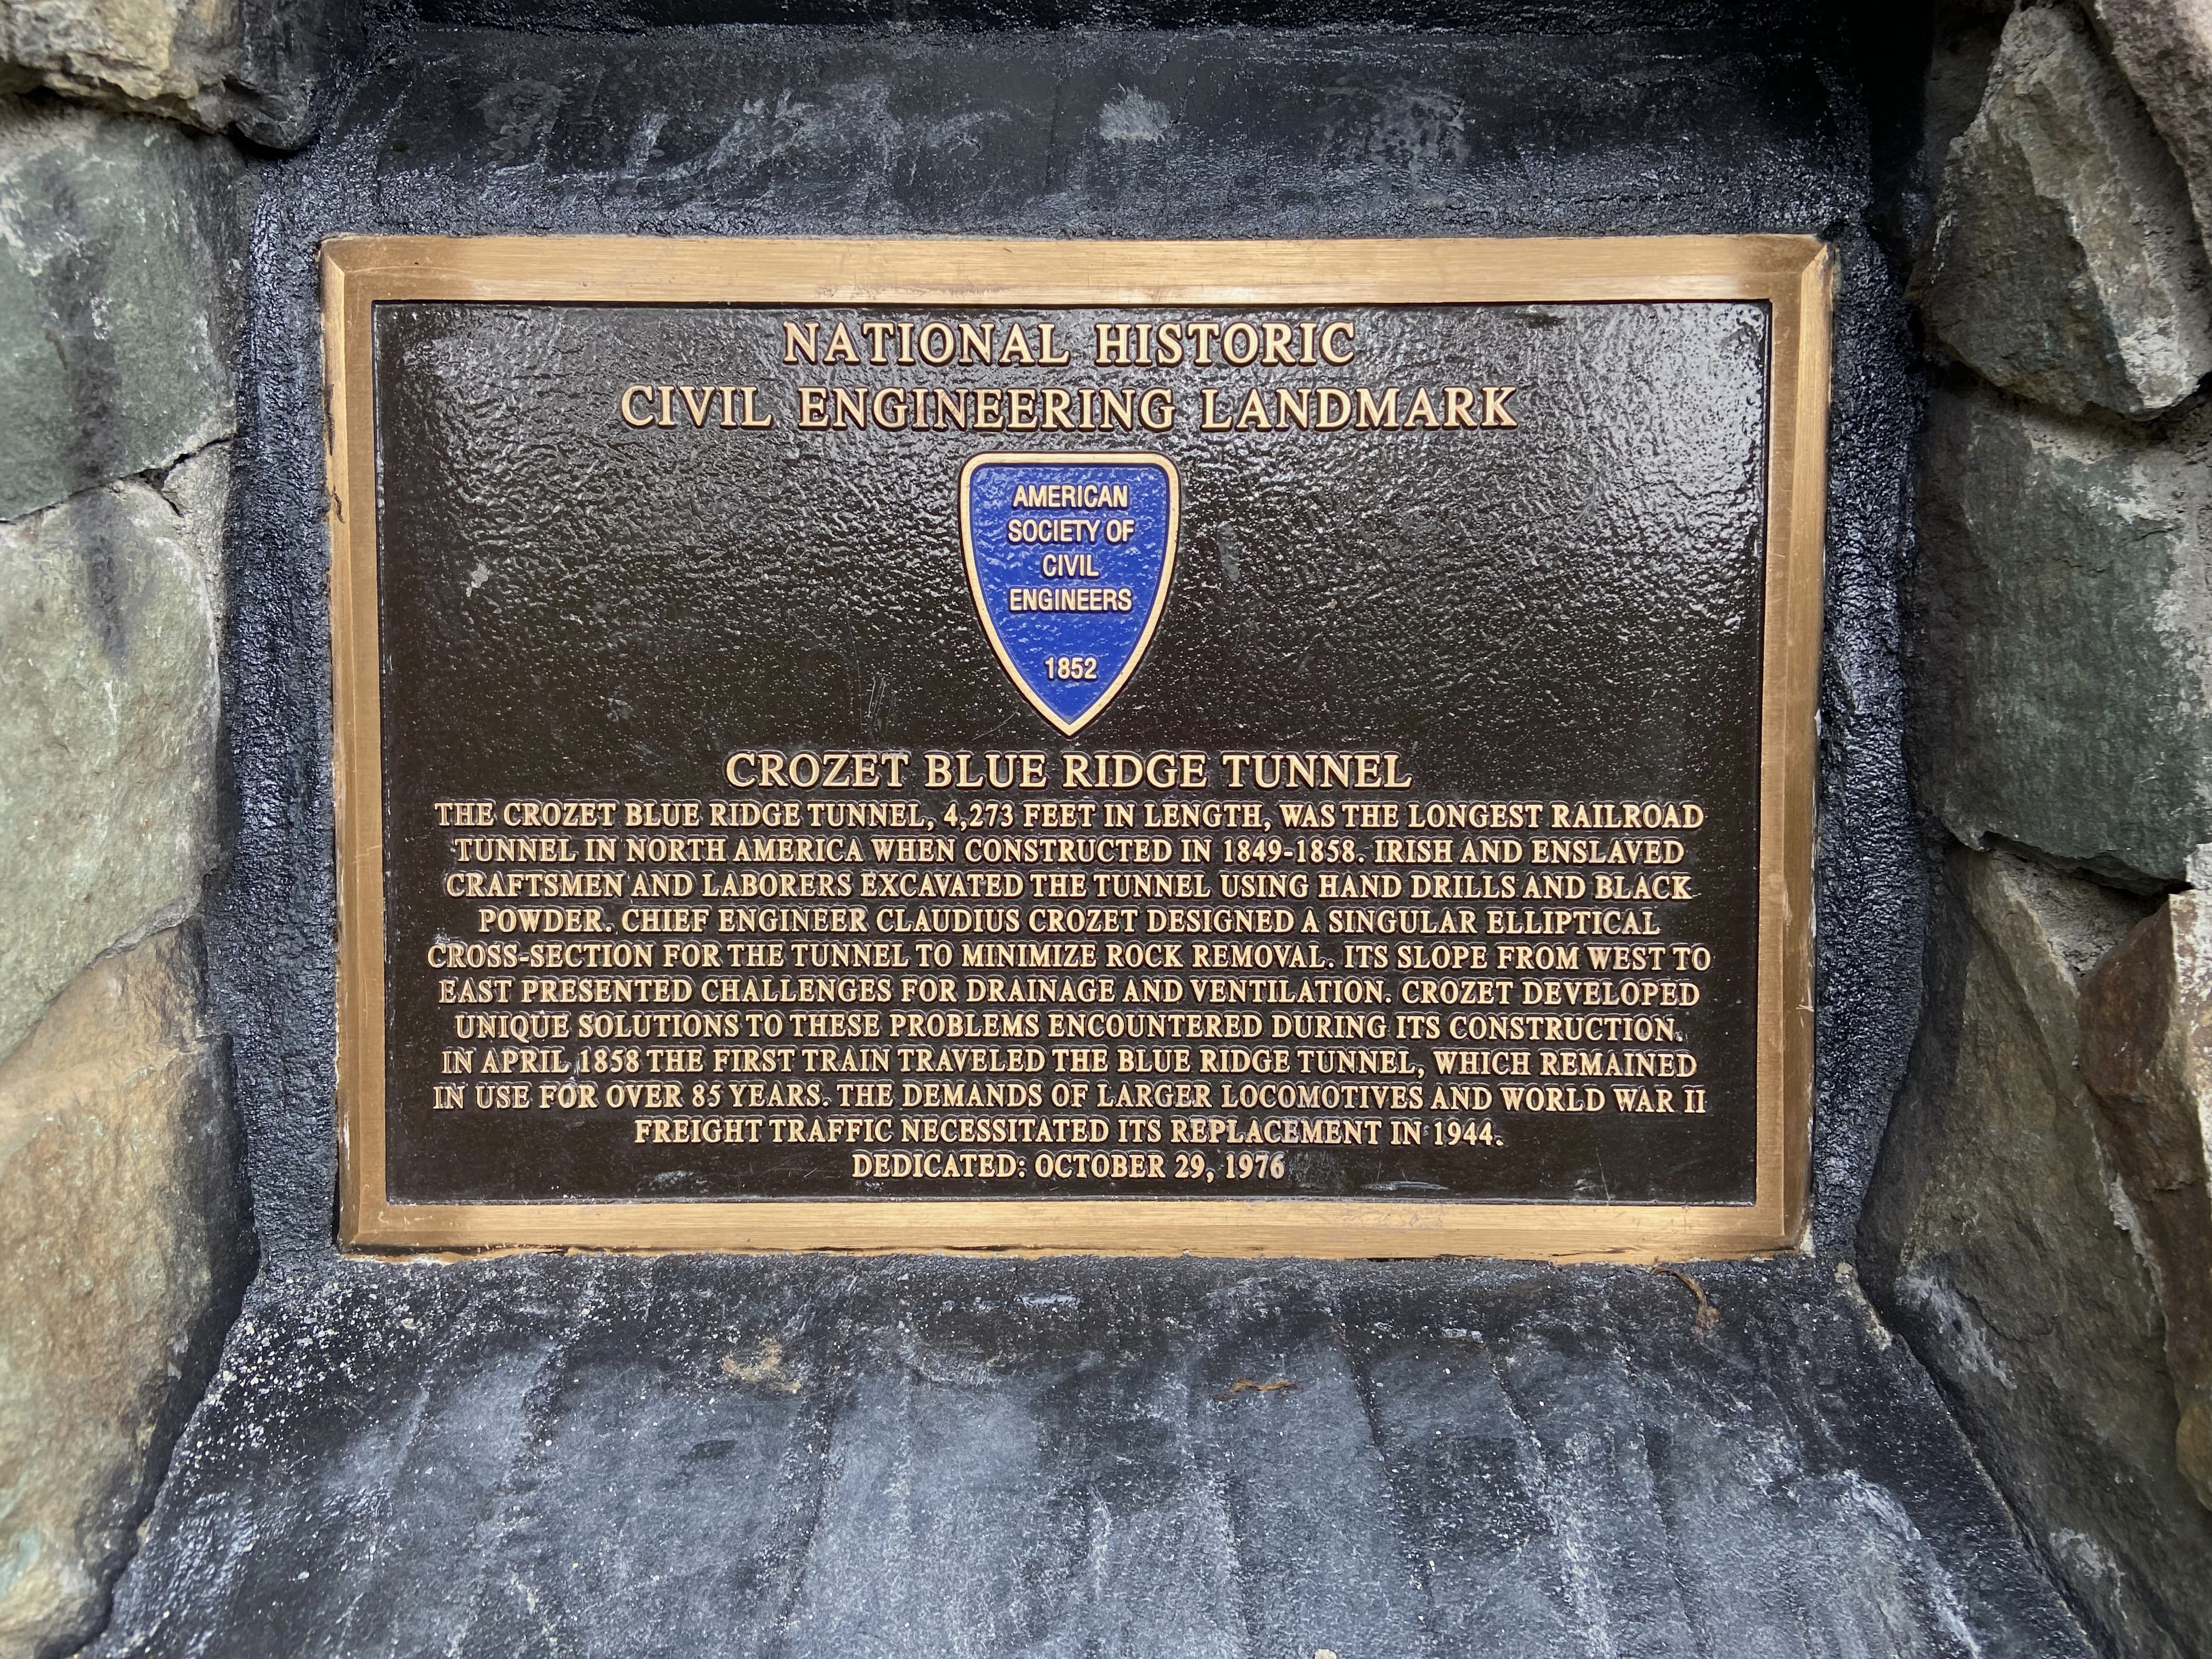 NATIONAL HISTORIC
CIVIL ENGINEERING LANDMARK
AMERICAN
SOCIETY OF
CIVIL
ENGINEERS
1852
CROZET BLUE RIDGE TUNNEL
THE CROZET BLUE RIDGE TUNNEL, 4,273 FEET IN LENGTH, WAS THE LONGEST RAILROAD
TUNNEL IN NORTH AMERICA WHEN CONSTRUCTED IN 1849-1858. IRISH AND ENSLAVED
CRAFTSMEN AND LABORERS EXCAVATED THE TUNNEL USING HAND DRILLS AND BLACK
POWDER. CHIEF ENGINEER CLAUDIUS CROZET DESIGNED A SINGULAR ELLIPTICAL
CROSS-SECTION FOR THE TUNNEL TO MINIMIZE ROCK REMOVAL. ITS SLOPE FROM WEST TO
EAST PRESENTED CHALLENGES FOR DRAINAGE AND VENTILATION. CROZET DEVELOPED
UNIQUE SOLUTIONS TO THESE PROBLEMS ENCOUNTERED DURING ITS CONSTRUCTION.
IN APRIL 1858 THE FIRST TRAIN TRAVELED THE BLUE RIDGE TUNNEL, WHICH REMAINED
IN USE FOR OVER 85 YEARS. THE DEMANDS OF LARGER LOCOMOTIVES AND WORLD WAR II
FREIGHT TRAFFIC NECESSITATED ITS REPLACEMENT IN 1944.
DEDICATED: OCTOBER 29, 1976